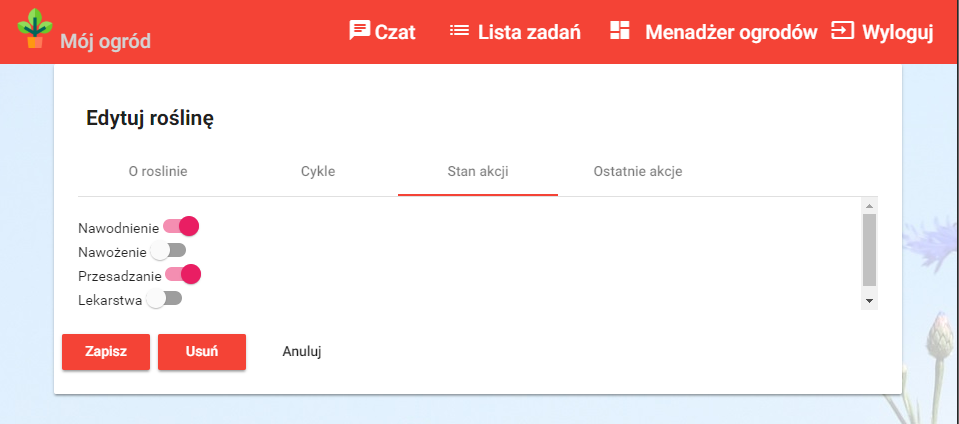 Mój ogród
Czat
Lista zadań
Menadżer ogrodów
Wyloguj
Edytuj roślinę
O roslinie
Cykle
Stan akcji
Ostatnie akcje
Nawodnienie
Nawożenie
Przesadzanie
Lekarstwa
Zapisz
Usuń
Anuluj